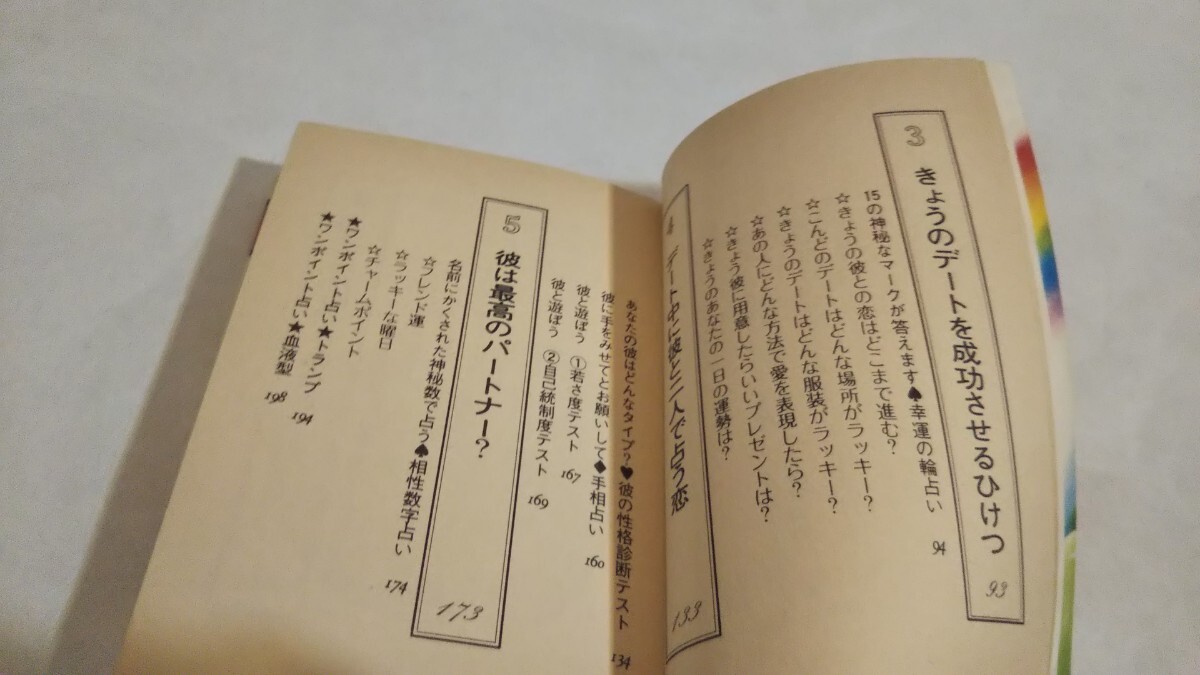 3 きょうのデートを成功させるひけつ 93
15の神秘なマークが答えます♠幸運の輪占い 94
☆きょうの彼との恋はどこまで進む?
☆こんどのデートはどんな場所がラッキー?
☆きょうのデートはどんな服装がラッキー?
☆あの人にどんな方法で愛を表現したら?
☆きょう彼に用意したらいいプレゼントは?
☆きょうのあなたの一日の運勢は?
4 デート中に彼と二人で占う恋 133
あなたの彼はどんなタイプ?♥彼の性格診断テスト 134
彼に手をみせてとお願いして◆手相占い 160
彼と遊ぼう ①若さ度テスト 167
彼と遊ぼう ②自己統制度テスト 169
5 彼は最高のパートナー? 173
名前にかくされた神秘数で占う♠相性数字占い 174
☆フレンド運
☆ラッキーな曜日
☆チャームポイント
★ワンポイント占い★トランプ 194
★ワンポイント占い★血液型 198